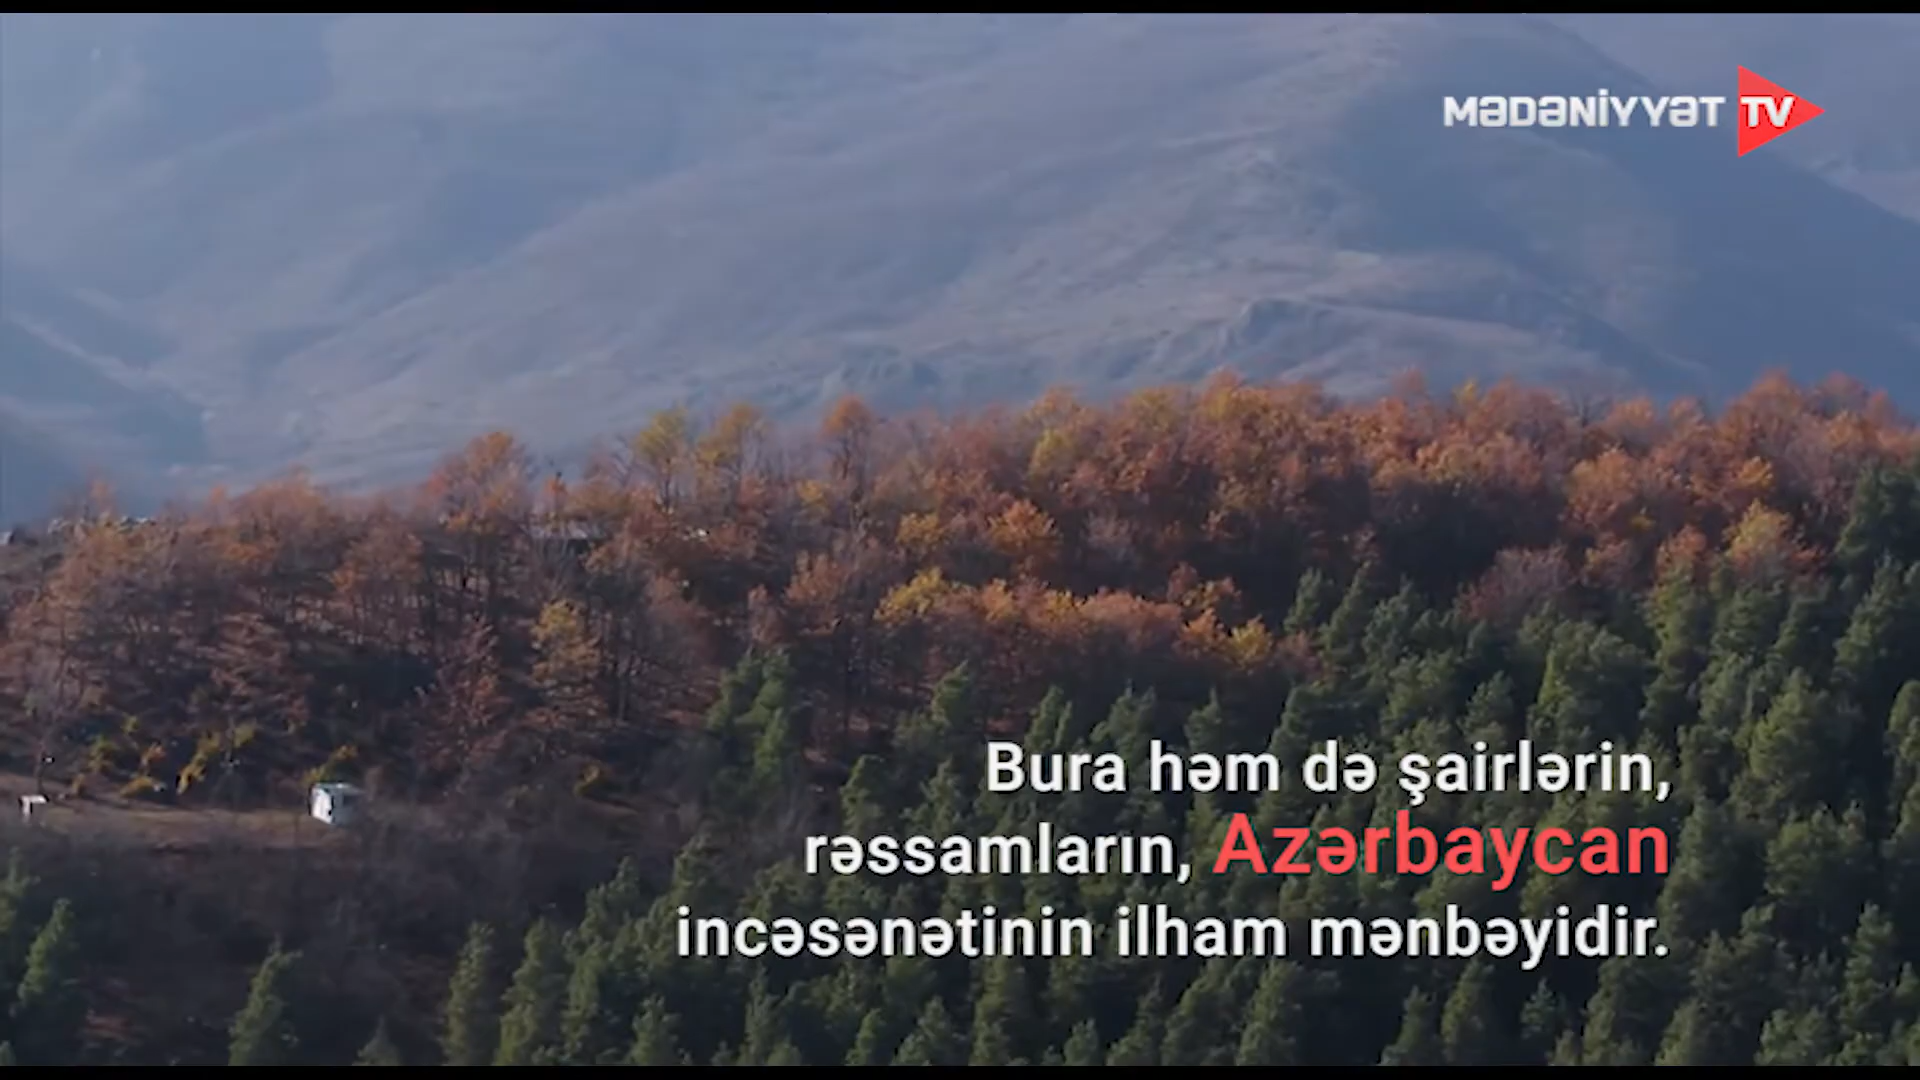 MƏDƏNİYYƏT TV
Bura həm də şairlərin,
rəssamların, Azərbaycan
incəsənətinin ilham mənbəyidir.